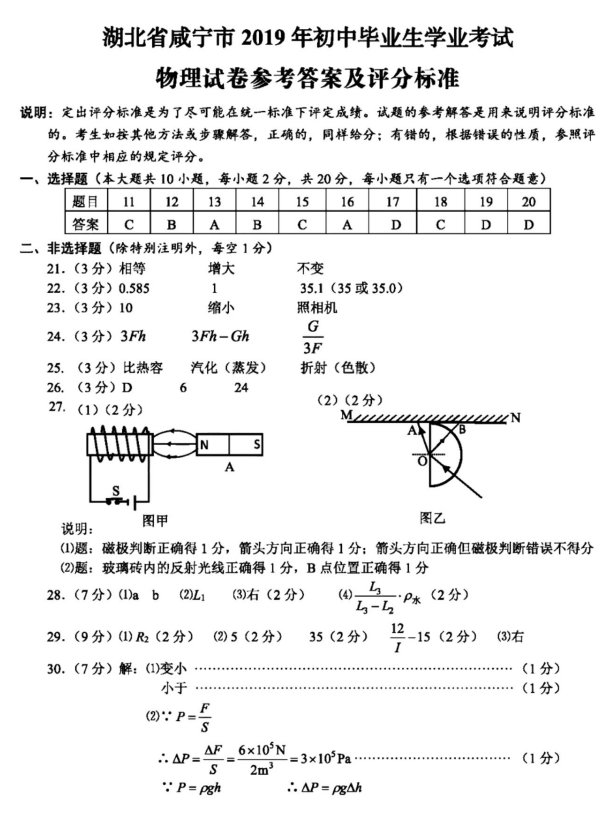 湖北省咸宁市 2019 年初中毕业生学业考试
物理试卷参考答案及评分标准
说明：定出评分标准是为了尽可能在统一标准下评定成绩。试题的参考解答是用来说明评分标准
的。考生如按其他方法或步骤解答，正确的，同样给分；有错的，根据错误的性质，参照评
分标准中相应的规定评分。
一、选择题（本大题共 10 小题，每小题 2 分，共 20 分，每小题只有一个选项符合题意）
题目 11 12 13 14 15 16 17 18 19 20
答案 C B A B C A D C D D
二、非选择题（除特别注明外，每空 1 分）
21.（3 分）相等 增大 不变
22.（3 分）0.585 1 35.1（35 或 35.0）
23.（3 分）10 缩小 照相机
24.（3 分）3Fh 3Fh－Gh G/3F
25. （3 分）比热容 汽化（蒸发） 折射（色散）
26. （3 分）D 6 24
27. （1）（2 分） （2）（2 分）
M N
A B
N S
O
A
S
图甲 图乙
说明：
⑴题：磁极判断正确得 1 分，箭头方向正确得 1 分；箭头方向正确但磁极判断错误不得分
⑵题：玻璃砖内的反射光线正确得 1 分，B 点位置正确得 1 分
28.（7 分）⑴a b ⑵L₁ ⑶右（2 分） ⑷L₃/(L₃－L₂)·ρ水（2 分）
29.（9 分）⑴ R₂（2 分） ⑵ 5（2 分） 35（2 分） 12/I－15（2 分） ⑶右
30.（7 分）解：⑴变小 ……………………………………………（1 分）
小于 ……………………………………………（1 分）
⑵∵ P=F/S
∴ ΔP=ΔF/S=6×10⁵N/2m³=3×10⁵Pa ………………………（1 分）
∵ P=ρgh ∴ ΔP=ρgΔh